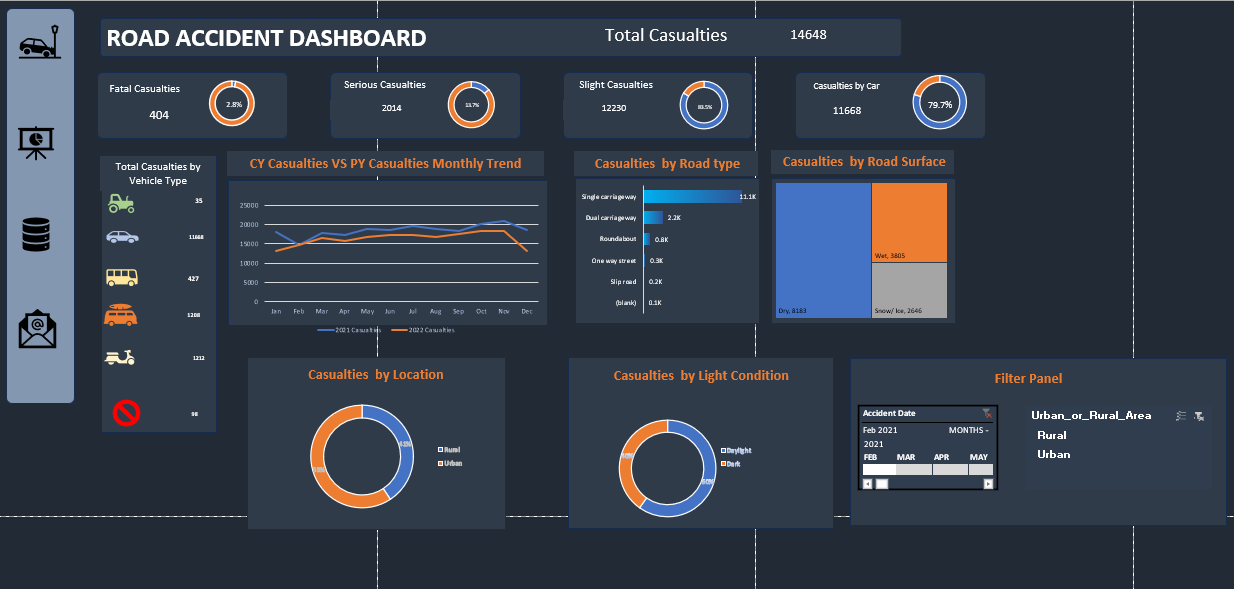 ROAD ACCIDENT DASHBOARD
Total Casualties
14648
Fatal Casualties
404
2.8%
Serious Casualties
2014
13.7%
Slight Casualties
12230
83.5%
Casualties by Car
11668
79.7%
Total Casualties by
Vehicle Type
35
11668
427
1208
1212
98
CY Casualties VS PY Casualties Monthly Trend
25000
20000
15000
10000
5000
0
Jan Feb Mar Apr May Jun Jul Aug Sep Oct Nov Dec
2021 Casualties 2022 Casualties
Casualties by Road type
Single carriageway 11.1K
Dual carriageway 2.2K
Roundabout 0.8K
One way street 0.3K
Slip road 0.2K
(blank) 0.1K
Casualties by Road Surface
Dry, 8183
Wet, 3805
Snow/ Ice, 2646
Casualties by Location
41%
Rural
Urban
Casualties by Light Condition
60%
Daylight
Dark
Filter Panel
Accident Date
Feb 2021 MONTHS
2021
FEB MAR APR MAY
Urban_or_Rural_Area
Rural
Urban